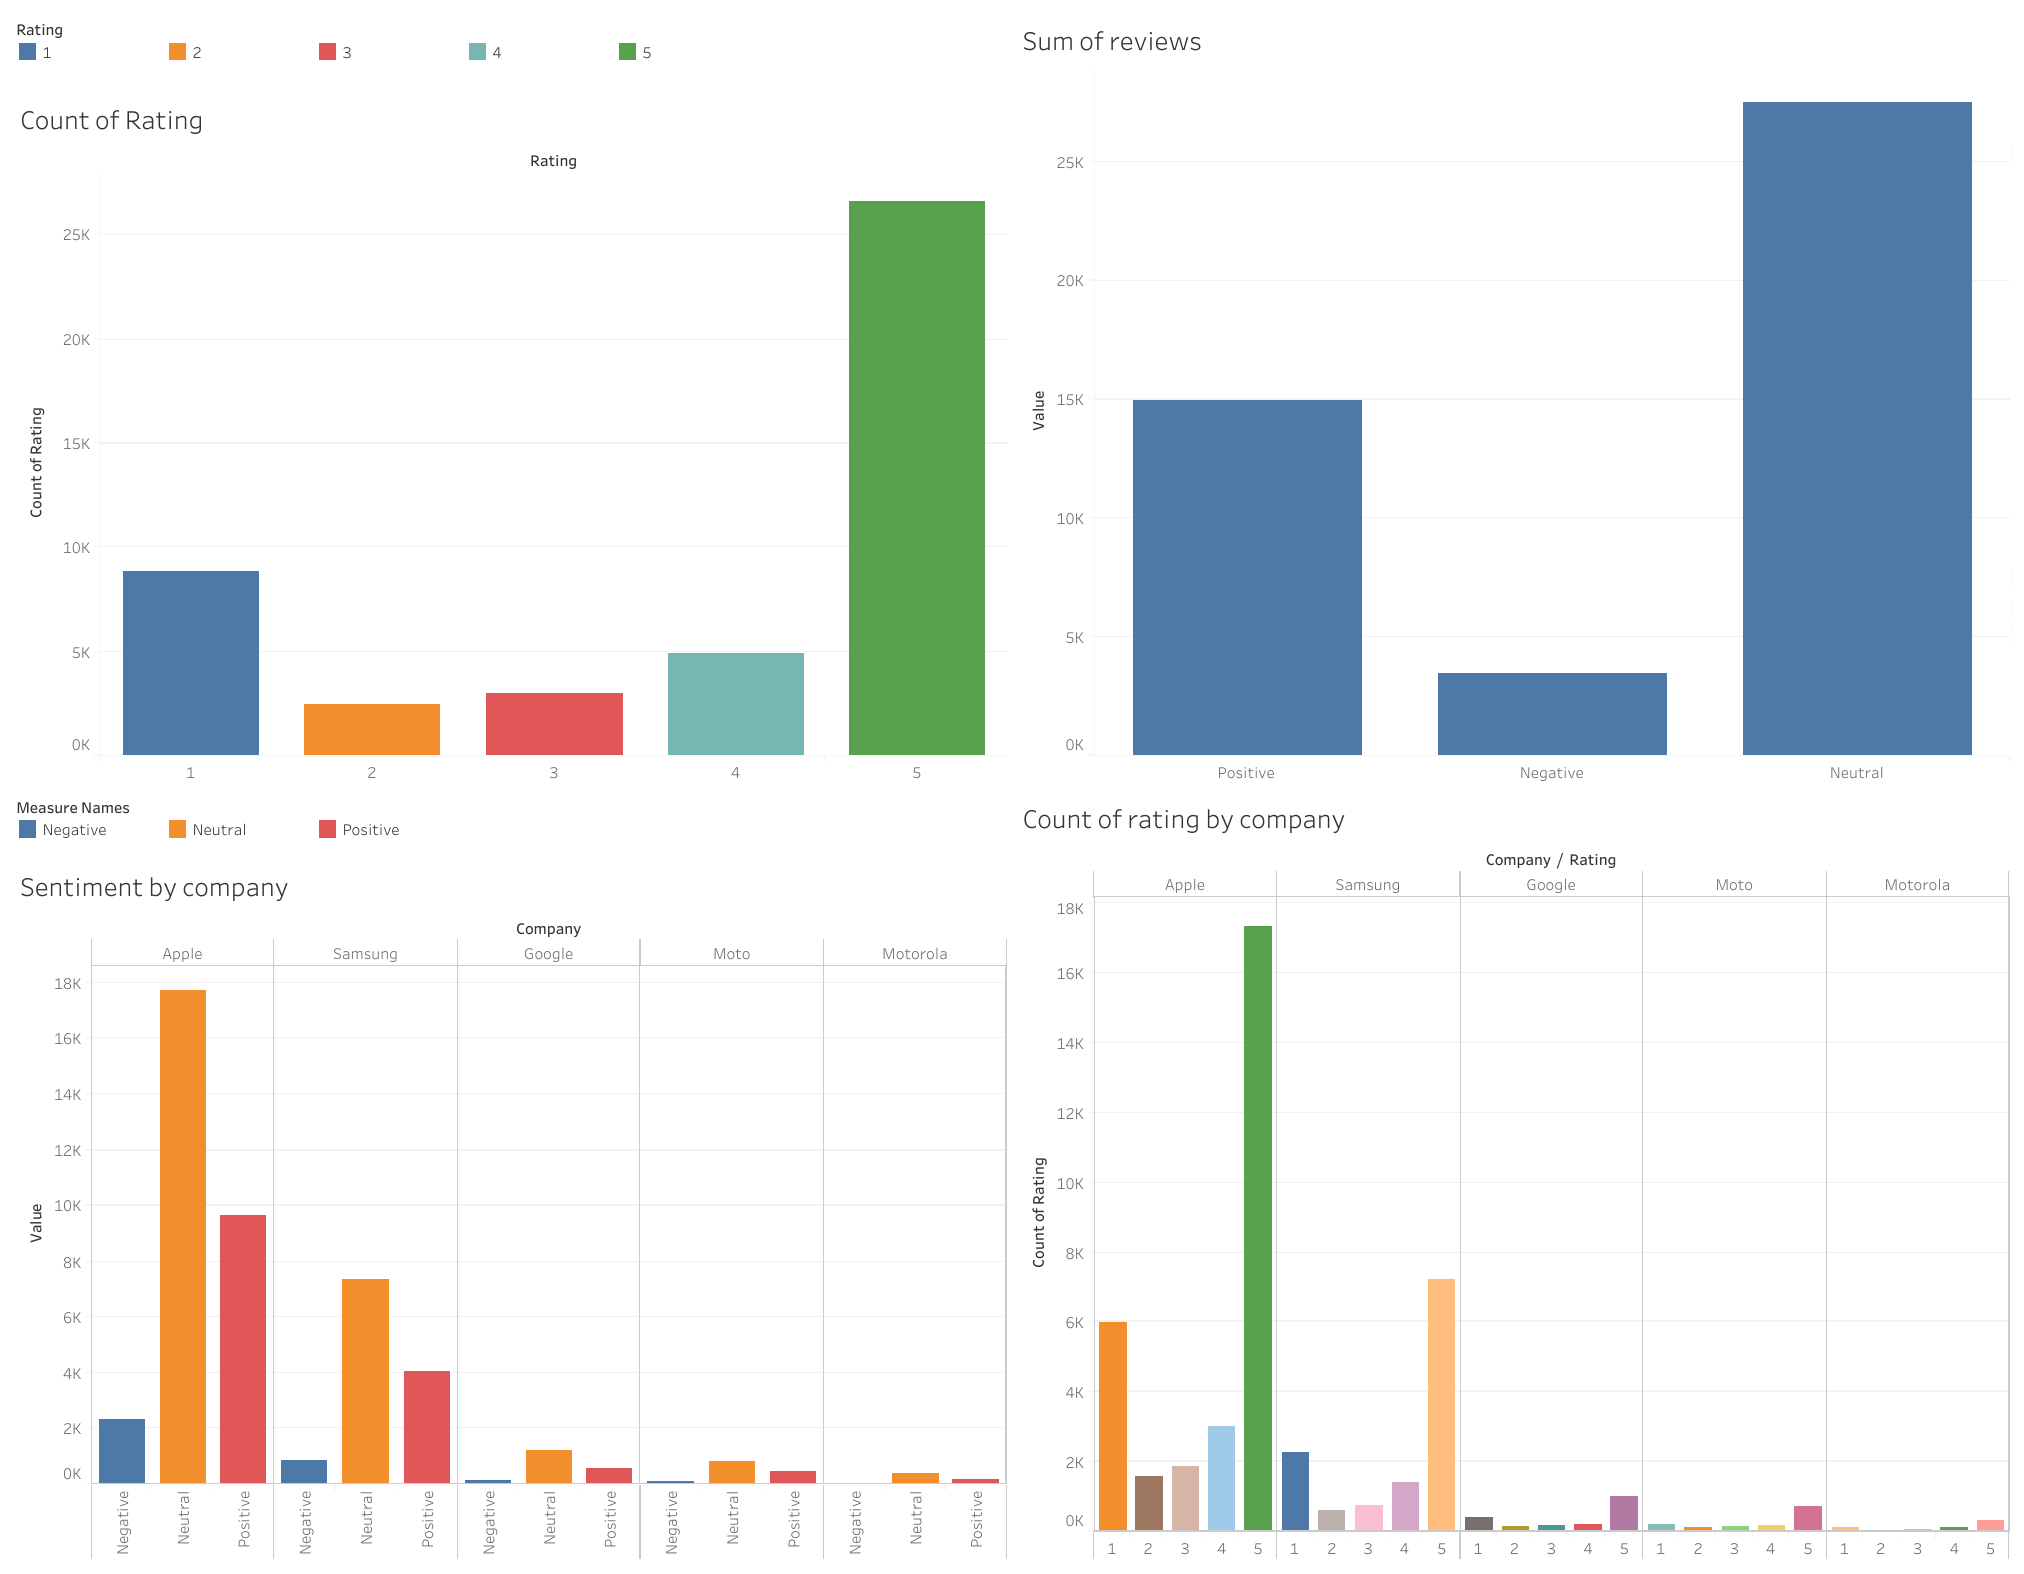 Rating
1 2 3 4 5
Count of Rating
Rating
Count of Rating
25K
20K
15K
10K
5K
0K
1 2 3 4 5
Sum of reviews
Value
25K
20K
15K
10K
5K
0K
Positive Negative Neutral
Measure Names
Negative Neutral Positive
Sentiment by company
Company
Apple Samsung Google Moto Motorola
Value
18K
16K
14K
12K
10K
8K
6K
4K
2K
0K
Negative Neutral Positive Negative Neutral Positive Negative Neutral Positive Negative Neutral Positive Negative Neutral Positive
Count of rating by company
Company / Rating
Apple Samsung Google Moto Motorola
Count of Rating
18K
16K
14K
12K
10K
8K
6K
4K
2K
0K
1 2 3 4 5 1 2 3 4 5 1 2 3 4 5 1 2 3 4 5 1 2 3 4 5